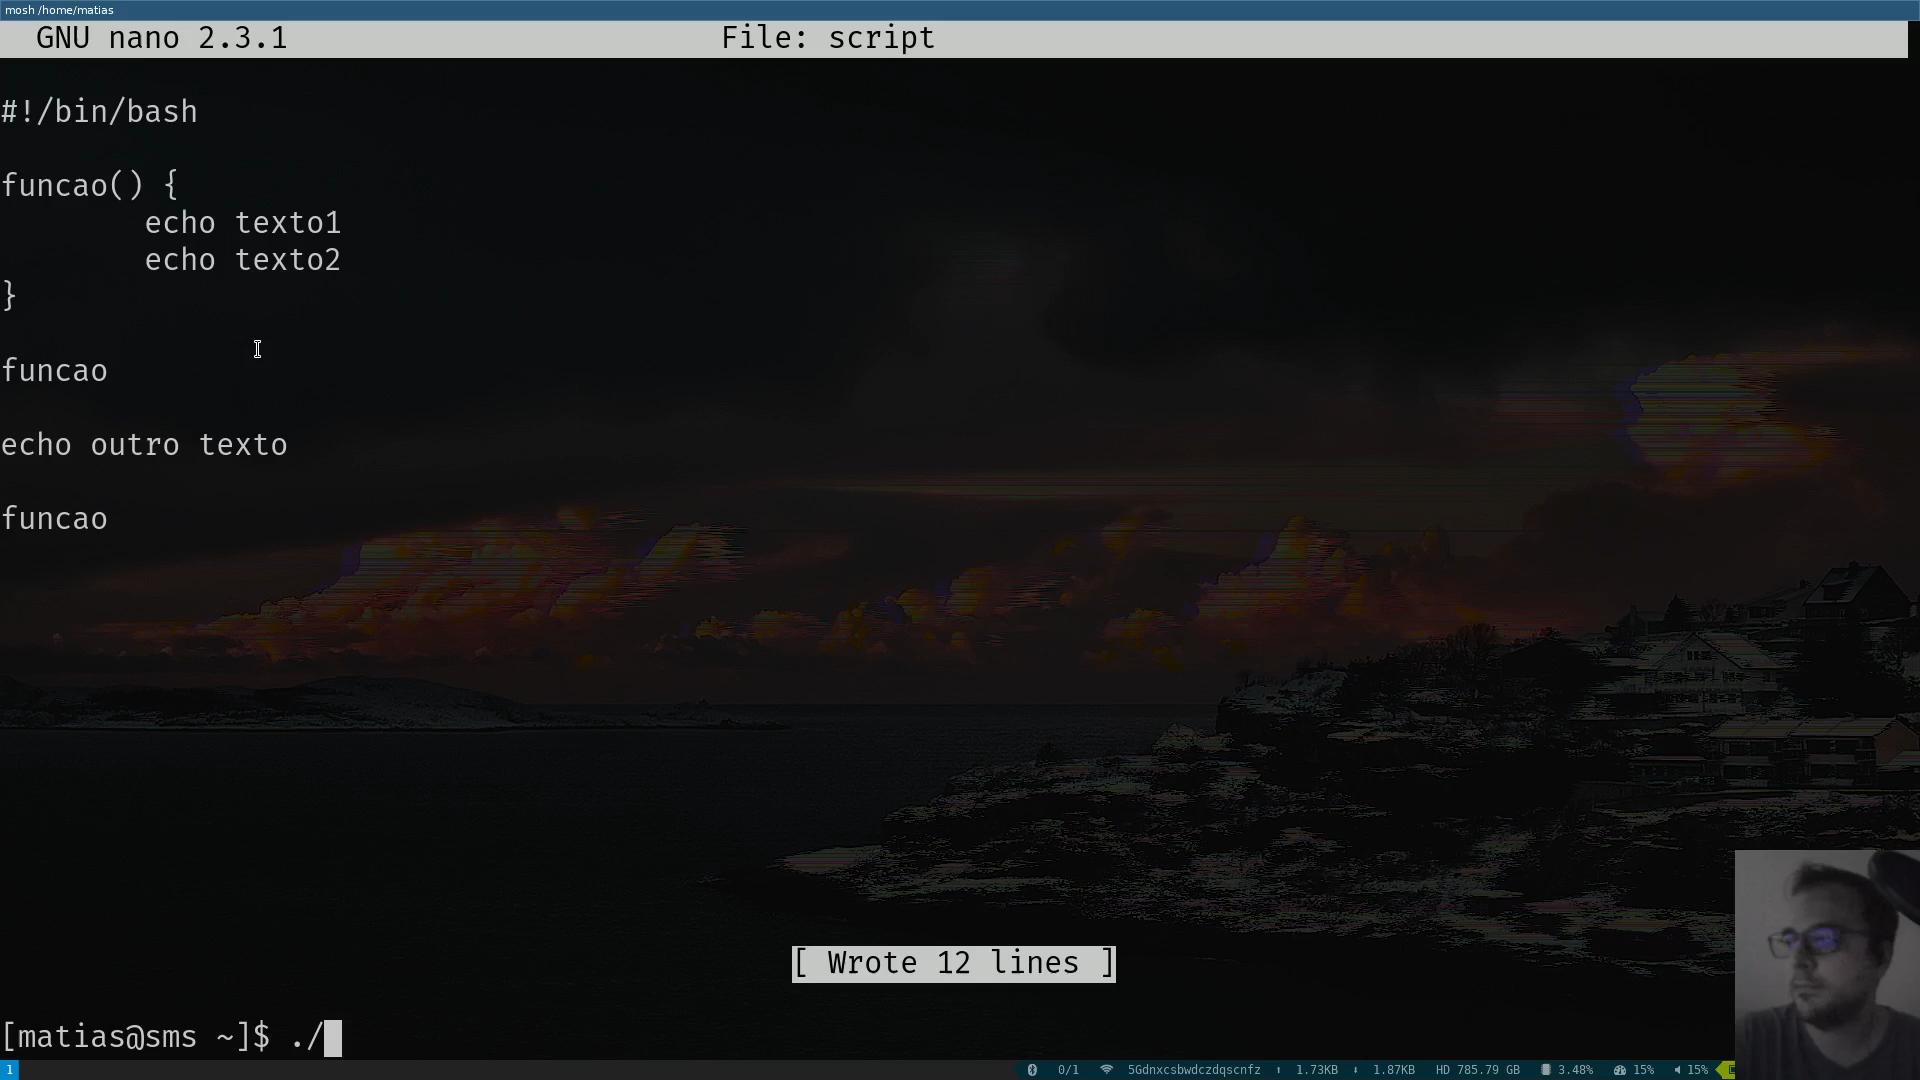 mosh /home/matias
GNU nano 2.3.1 File: script
#!/bin/bash
funcao() {
echo texto1
echo texto2
}
funcao
echo outro texto
funcao
[ Wrote 12 lines ]
[matias@sms ~]$ ./
1 0/1 5Gdnxcsbwdczdqscnfz 1.73KB 1.87KB HD 785.79 GB 3.48% 15% 15%